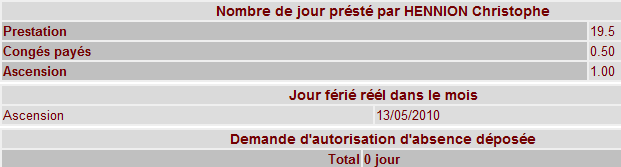 Nombre de jour présté par HENNION Christophe
Prestation 19.5
Congés payés 0.50
Ascension 1.00
Jour férié réél dans le mois
Ascension 13/05/2010
Demande d'autorisation d'absence déposée
Total 0 jour